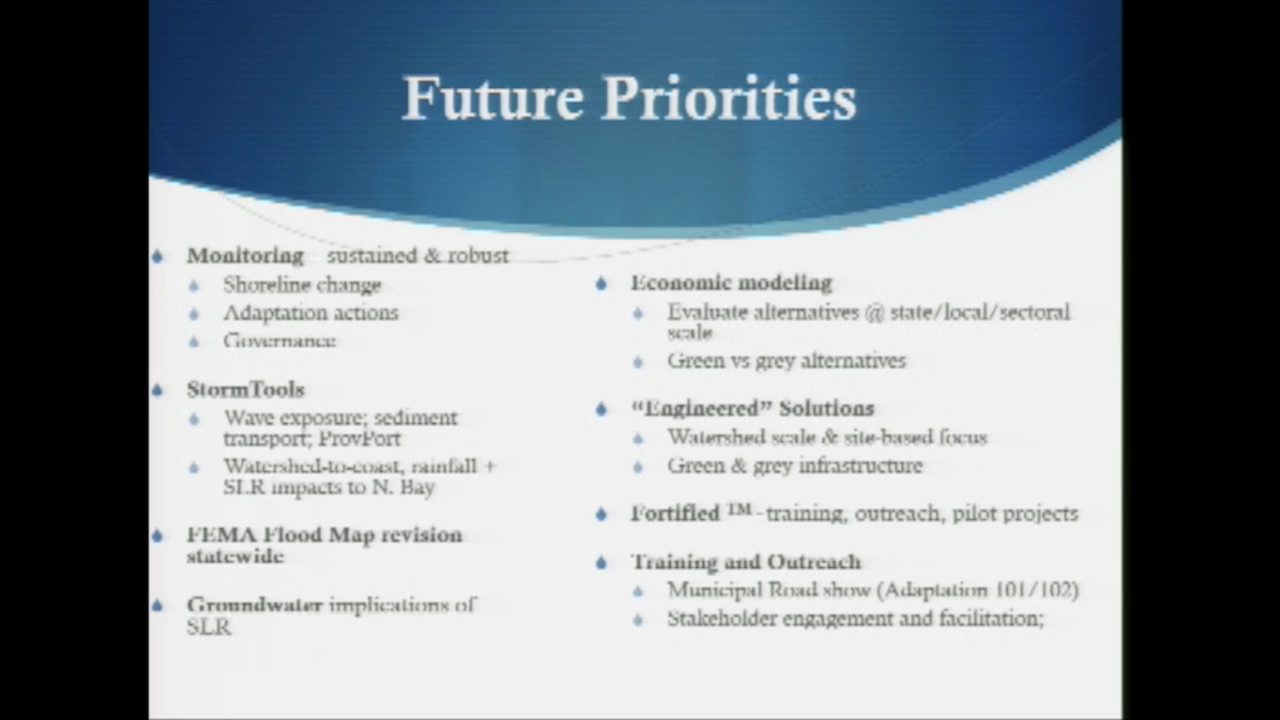 Future Priorities
Monitoring sustained & robust
Shoreline change
Adaptation actions
Governance
StormTools
Wave exposure; sediment
transport; ProvPort
Watershed-to-coast, rainfall +
SLR impacts to N. Bay
FEMA Flood Map revision
statewide
Groundwater implications of
SLR
Economic modeling
Evaluate alternatives @ state/local/sectoral
scale
Green vs grey alternatives
“Engineered” Solutions
Watershed scale & site-based focus
Green & grey infrastructure
Fortified ™ - training, outreach, pilot projects
Training and Outreach
Municipal Road show (Adaptation 101/102)
Stakeholder engagement and facilitation;